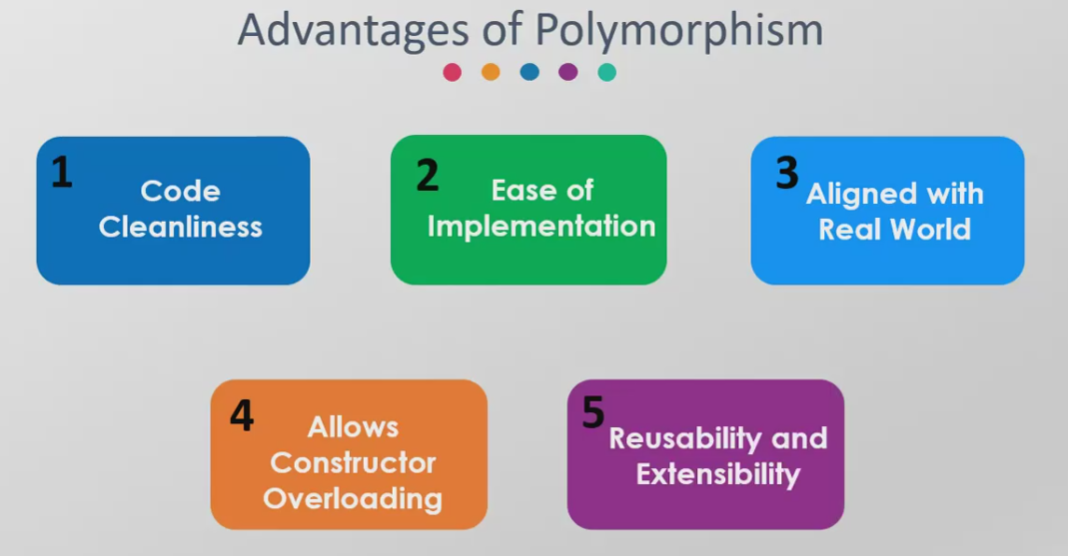 Advantages of Polymorphism
1
Code
Cleanliness
2
Ease of
Implementation
3
Aligned with
Real World
4
Allows
Constructor
Overloading
5
Reusability and
Extensibility